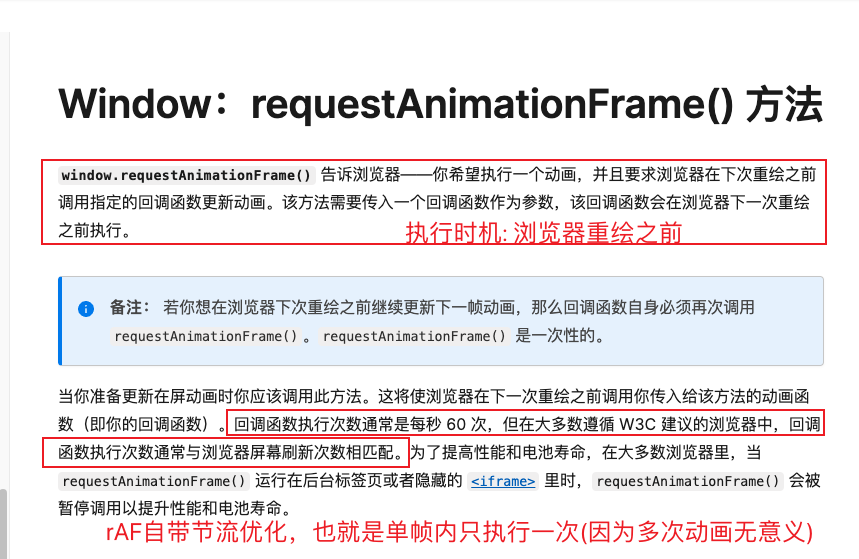 Window：requestAnimationFrame() 方法
window.requestAnimationFrame() 告诉浏览器——你希望执行一个动画，并且要求浏览器在下次重绘之前
调用指定的回调函数更新动画。该方法需要传入一个回调函数作为参数，该回调函数会在浏览器下一次重绘
之前执行。
执行时机: 浏览器重绘之前
备注： 若你想在浏览器下次重绘之前继续更新下一帧动画，那么回调函数自身必须再次调用
requestAnimationFrame() 。 requestAnimationFrame() 是一次性的。
当你准备更新在屏动画时你应该调用此方法。这将使浏览器在下一次重绘之前调用你传入给该方法的动画函
数（即你的回调函数）。回调函数执行次数通常是每秒 60 次，但在大多数遵循 W3C 建议的浏览器中，回调
函数执行次数通常与浏览器屏幕刷新次数相匹配。为了提高性能和电池寿命，在大多数浏览器里，当
requestAnimationFrame() 运行在后台标签页或者隐藏的 <iframe> 里时，requestAnimationFrame() 会被
暂停调用以提升性能和电池寿命。
rAF自带节流优化，也就是单帧内只执行一次(因为多次动画无意义)